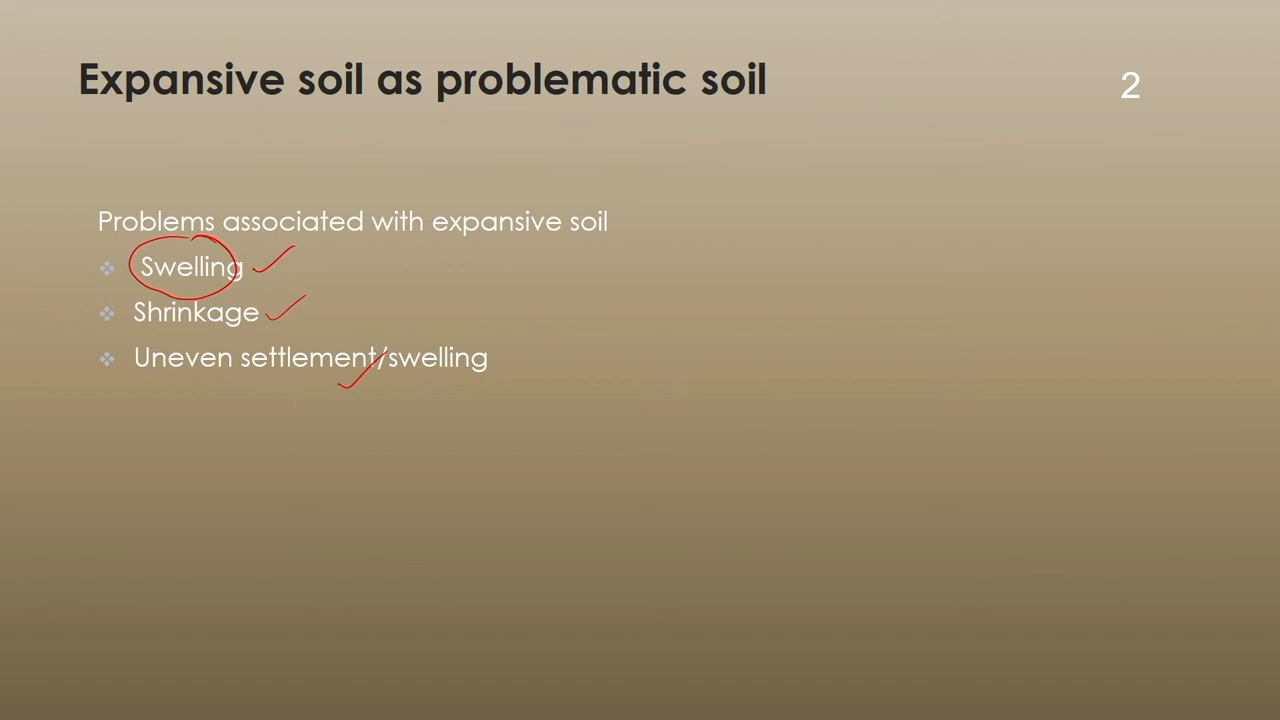 Expansive soil as problematic soil
2
Problems associated with expansive soil
Swelling
Shrinkage
Uneven settlement/swelling